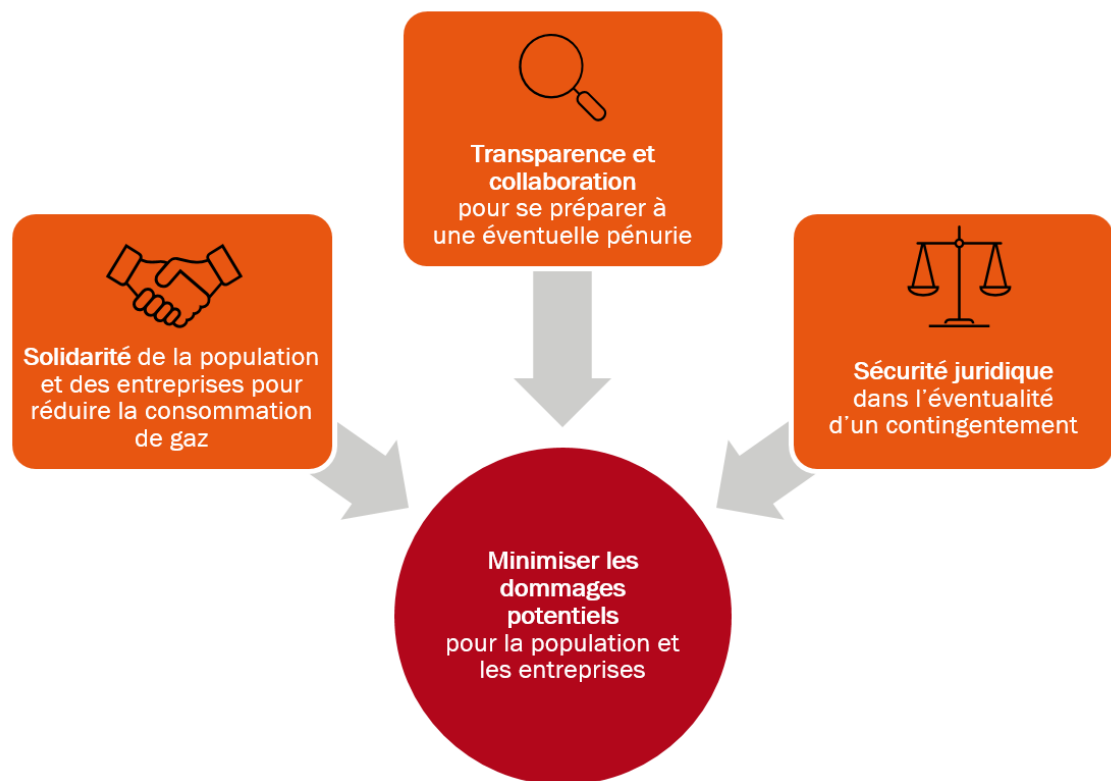 Transparence et
collaboration
pour se préparer à
une éventuelle pénurie
Solidarité de la population
et des entreprises pour
réduire la consommation
de gaz
Sécurité juridique
dans l'éventualité
d'un contingentement
Minimiser les
dommages
potentiels
pour la population et
les entreprises